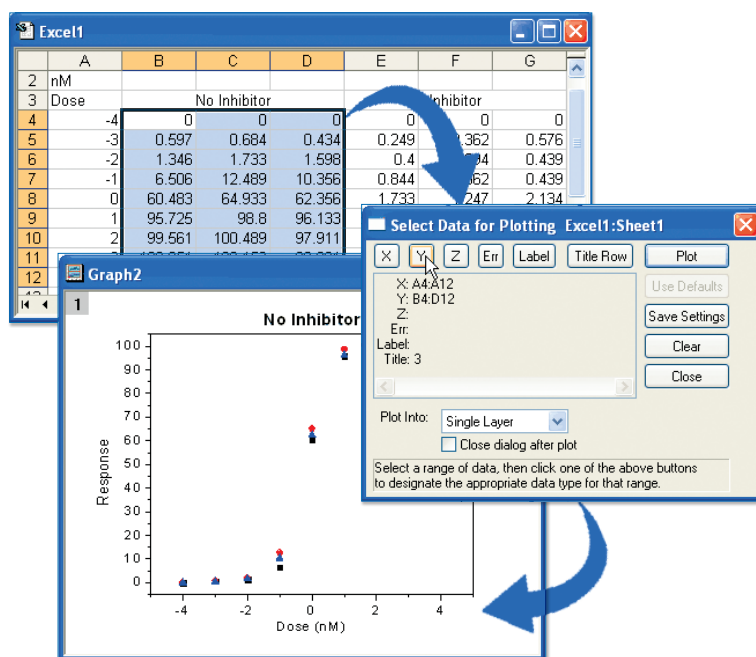 Excel1
A B C D E F G
2 nM
3 Dose No Inhibitor Inhibitor
4 -4 0 0 0 0 0 0
5 -3 0.597 0.684 0.434 0.249 .362 0.576
6 -2 1.346 1.733 1.598 0.4 0.439
7 -1 6.506 12.489 10.356 0.844 0.439
8 0 60.483 64.933 62.356 1.733 247 2.134
9 1 95.725 98.8 96.133
10 2 99.561 100.489 97.911
11
12
Select Data for Plotting Excel1:Sheet1
X Y Z Err Label Title Row Plot
X: A4:A12
Y: B4:D12
Z:
Err:
Label:
Title: 3
Use Defaults
Save Settings
Clear
Close
Plot Into: Single Layer
Close dialog after plot
Select a range of data, then click one of the above buttons
to designate the appropriate data type for that range.
Graph2
1
No Inhibitor
Response
100
90
80
70
60
50
40
30
20
10
0
-4 -2 0 2 4
Dose (nM)